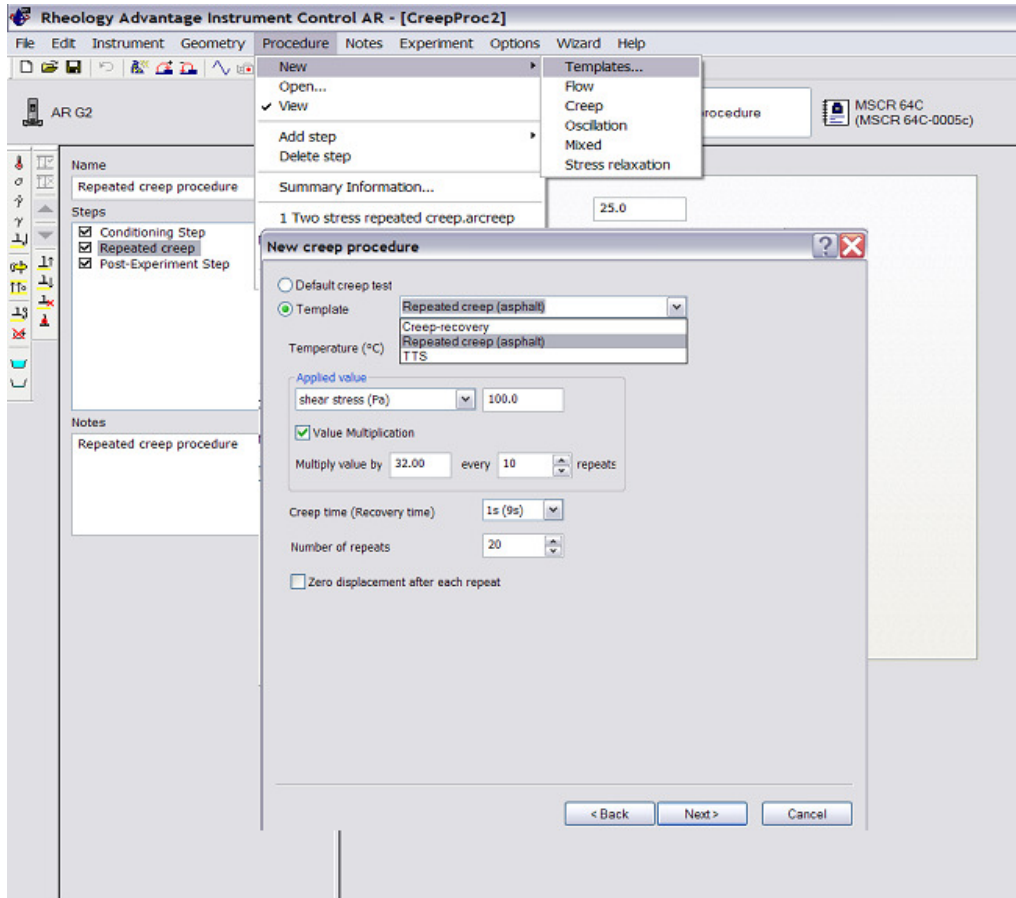 Rheology Advantage Instrument Control AR - [CreepProc2]
File Edit Instrument Geometry Procedure Notes Experiment Options Wizard Help
New
Open...
View
Add step
Delete step
Summary Information...
1 Two stress repeated creep.arcreep
Templates...
Flow
Creep
Oscillation
Mixed
Stress relaxation
AR G2
procedure
MSCR 64C
(MSCR 64C-0005c)
Name
Repeated creep procedure
Steps
Conditioning Step
Repeated creep
Post-Experiment Step
Notes
Repeated creep procedure
25.0
New creep procedure
Default creep test
Template Repeated creep (asphalt)
Creep-recovery
Repeated creep (asphalt)
TTS
Temperature (°C)
Applied value
shear stress (Pa) 100.0
Value Multiplication
Multiply value by 32.00 every 10 repeats
Creep time (Recovery time) 1s (9s)
Number of repeats 20
Zero displacement after each repeat
< Back Next > Cancel